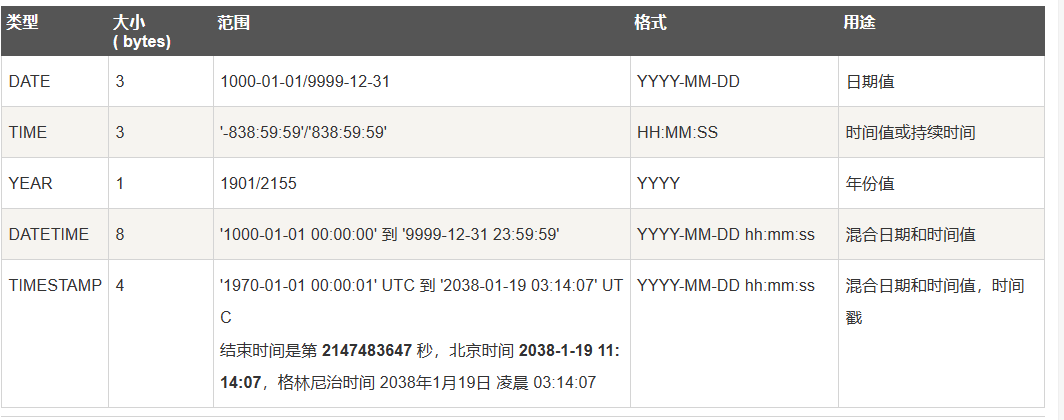 类型 大小 范围 格式 用途
( bytes)
DATE 3 1000-01-01/9999-12-31 YYYY-MM-DD 日期值
TIME 3 '-838:59:59'/'838:59:59' HH:MM:SS 时间值或持续时间
YEAR 1 1901/2155 YYYY 年份值
DATETIME 8 '1000-01-01 00:00:00' 到 '9999-12-31 23:59:59' YYYY-MM-DD hh:mm:ss 混合日期和时间值
TIMESTAMP 4 '1970-01-01 00:00:01' UTC 到 '2038-01-19 03:14:07' UT YYYY-MM-DD hh:mm:ss 混合日期和时间值，时间
C 戳
结束时间是第 2147483647 秒，北京时间 2038-1-19 11:
14:07，格林尼治时间 2038年1月19日 凌晨 03:14:07